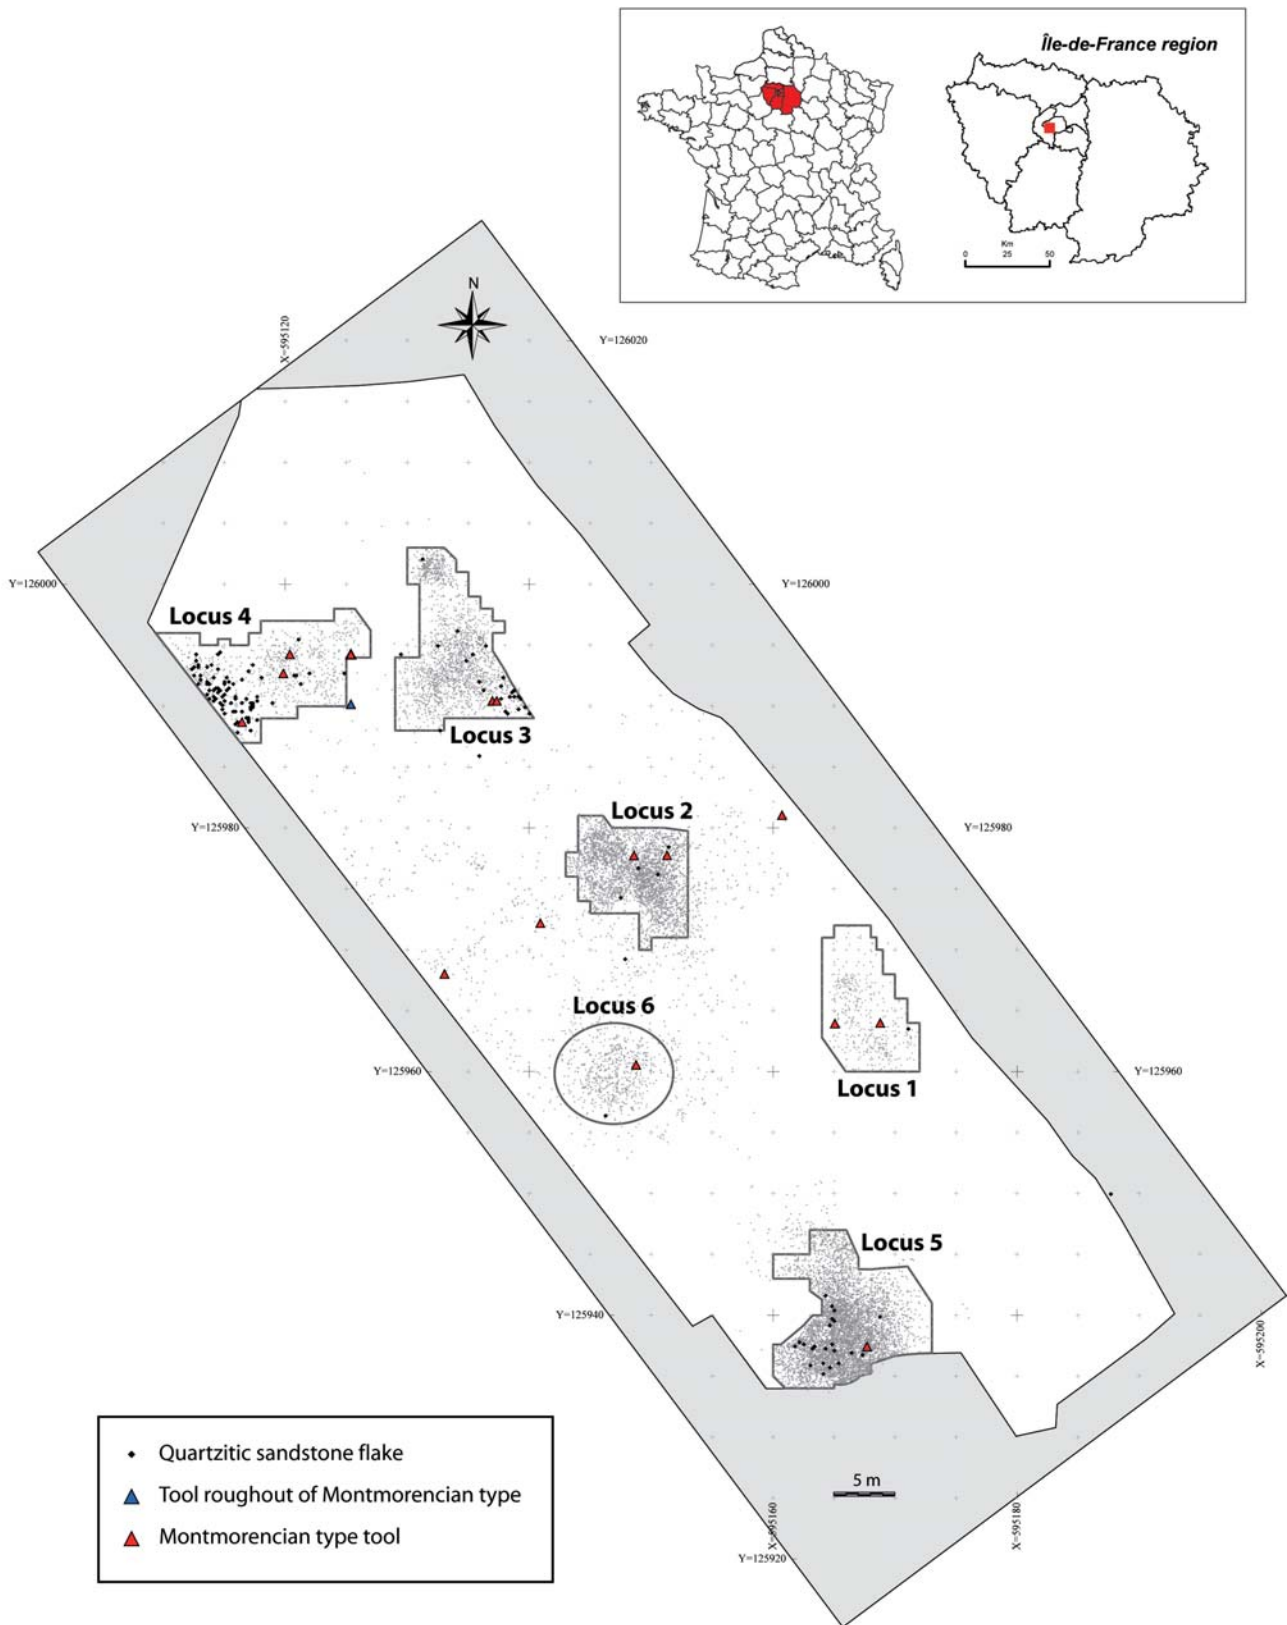 Île-de-France region
Km
0 25 50
N
X=595120
Y=126020
Y=126000
Y=126000
Locus 4
Locus 3
Locus 2
Y=125980
Y=125980
Locus 6
Y=125960
Locus 1
Y=125960
Locus 5
Y=125940
X=595200
5 m
X=595160
X=595180
Y=125920
Quartzitic sandstone flake
Tool roughout of Montmorencian type
Montmorencian type tool